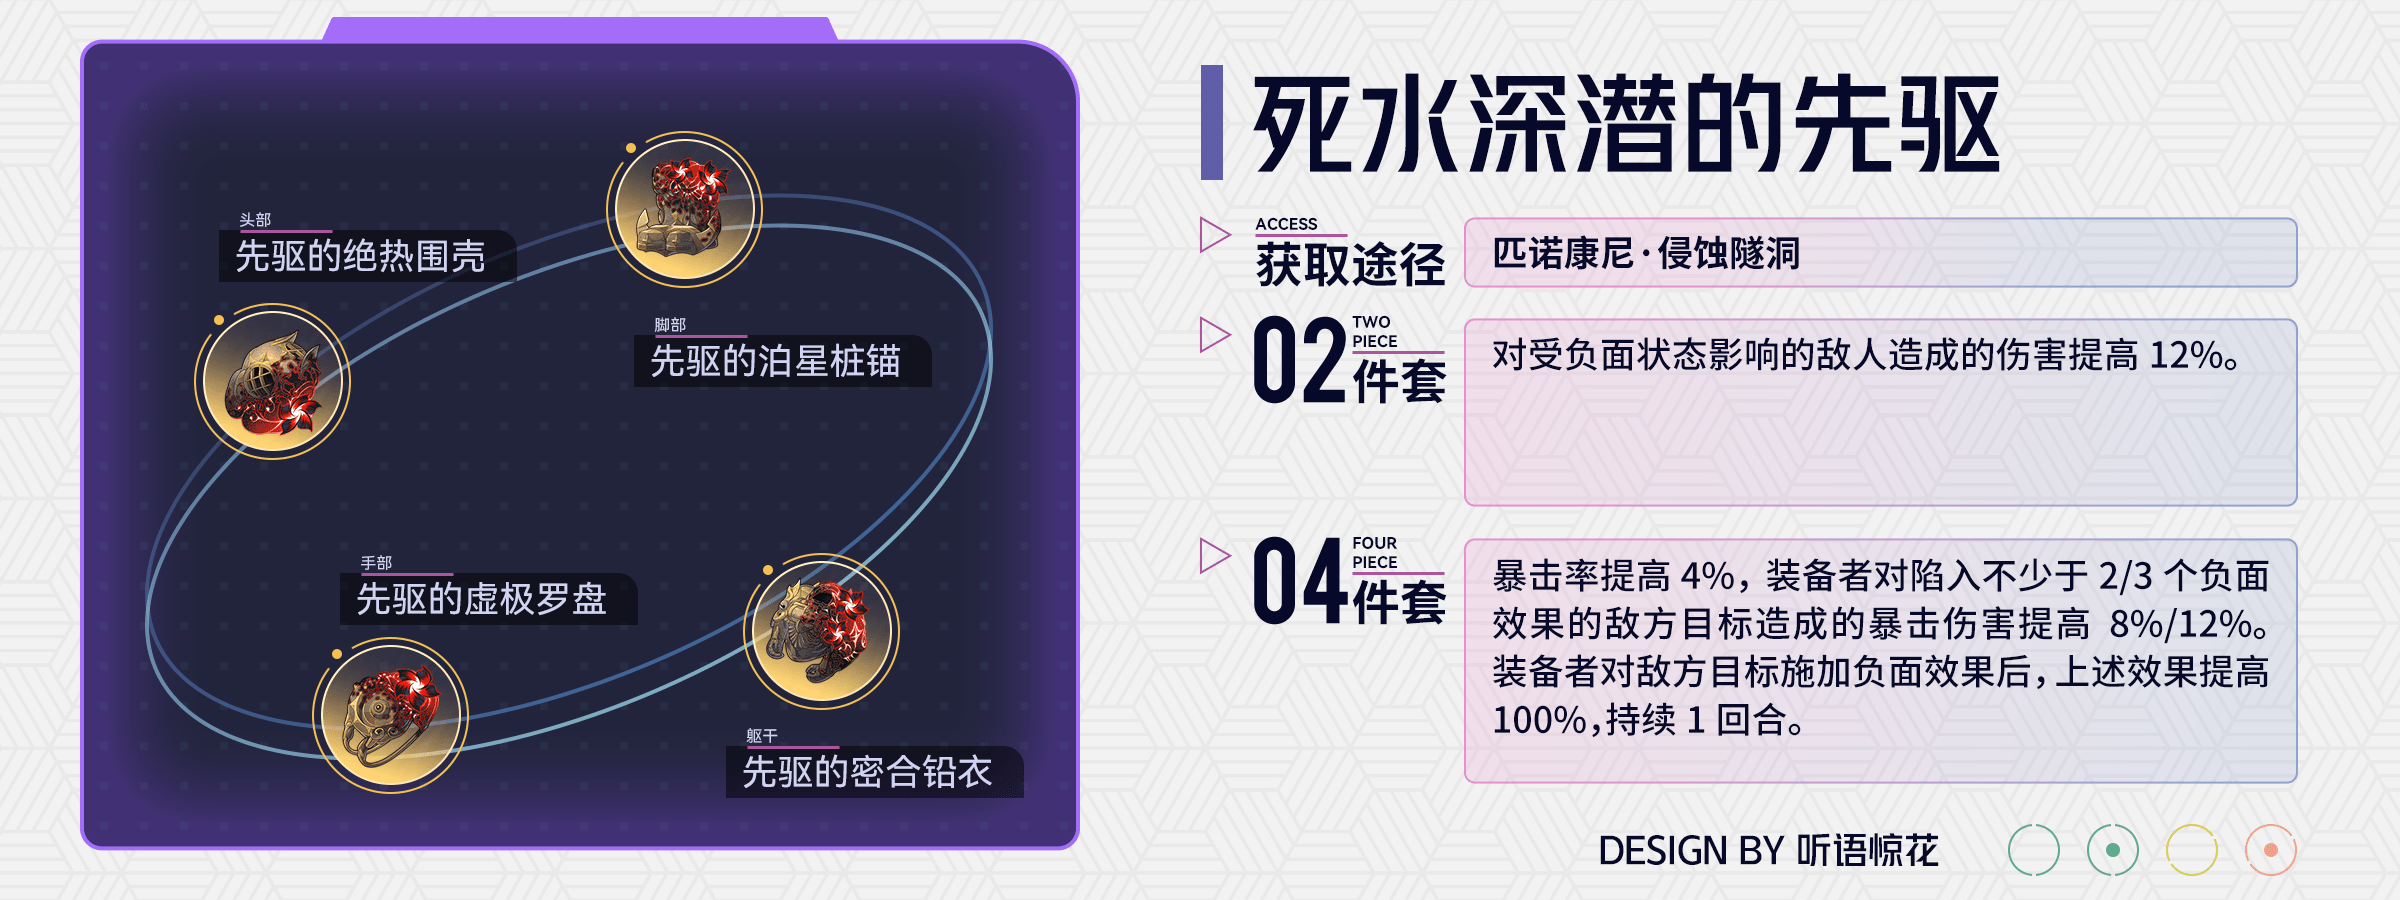 头部
先驱的绝热围壳
脚部
先驱的泊星桩锚
手部
先驱的虚极罗盘
躯干
先驱的密合铅衣
死水深潜的先驱
ACCESS
获取途径
匹诺康尼·侵蚀隧洞
02
TWO
PIECE
件套
对受负面状态影响的敌人造成的伤害提高 12%。
04
FOUR
PIECE
件套
暴击率提高 4%，装备者对陷入不少于 2/3 个负面
效果的敌方目标造成的暴击伤害提高 8%/12%。
装备者对敌方目标施加负面效果后，上述效果提高
100%，持续 1 回合。
DESIGN BY 听语惊花